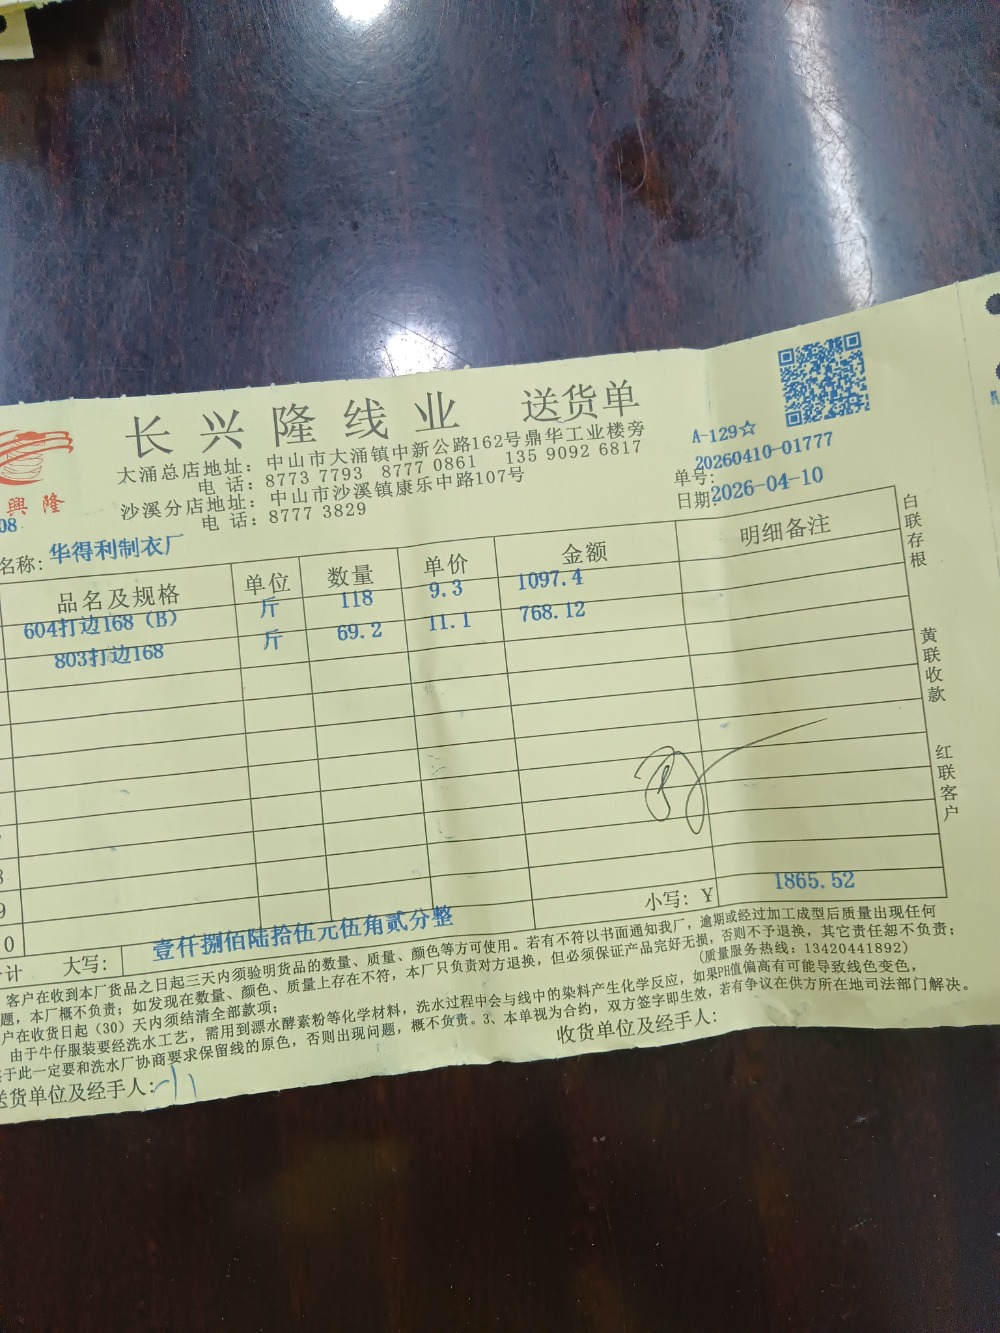 长兴隆线业 送货单
大涌总店地址：中山市大涌镇中新公路162号鼎华工业楼旁
电 话：8773 7793 8777 0861 135 9092 6817
沙溪分店地址：中山市沙溪镇康乐中路107号
电 话：8777 3829
興隆
08
A-129☆
单号：20260410-01777
日期 2026-04-10
名称：华得利制衣厂
品名及规格 单位 数量 单价 金额 明细备注
604打边168（B） 斤 118 9.3 1097.4
803打边168 斤 69.2 11.1 768.12
9
0
小写：￥ 1865.52
计 大写： 壹仟捌佰陆拾伍元伍角贰分整
白联存根
黄联收款
红联客户
客户在收到本厂货品之日起三天内须验明货品的数量、质量、颜色等方可使用。若有不符以书面通知我厂，逾期或经过加工成型后质量出现任何
题，本厂概不负责；如发现在数量、颜色、质量上存在不符，本厂只负责对方退换，但必须保证产品完好无损，否则不予退换，其它责任恕不负责；
户在收货日起（30）天内须结清全部款项； (质量服务热线：13420441892)
由于牛仔服装要经洗水工艺，需用到漂水酵素粉等化学材料，洗水过程中会与线中的染料产生化学反应，如果PH值偏高有可能导致线色变色，
于此一定要和洗水厂协商要求保留线的原色，否则出现问题，概不负责。3、本单视为合约，双方签字即生效，若有争议在供方所在地司法部门解决。
送货单位及经手人： 收货单位及经手人：